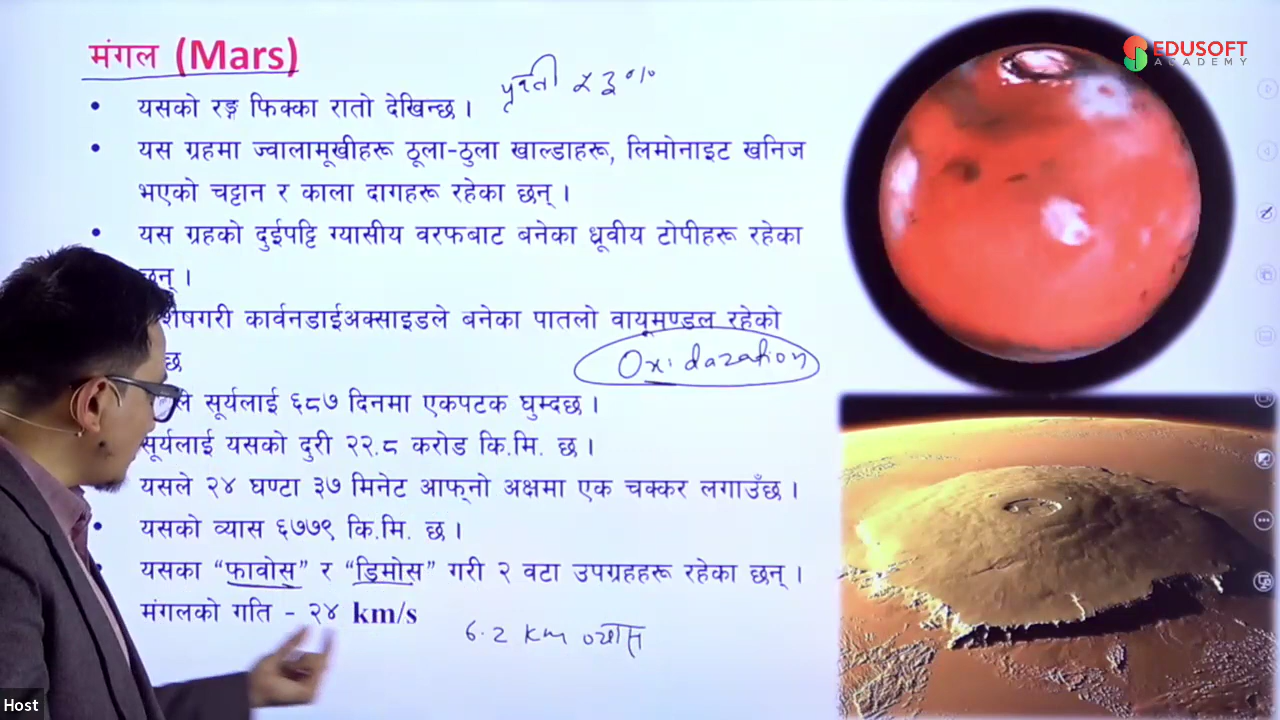 मंगल (Mars)
पृथ्वी ५३%
EDUSOFT
ACADEMY
• यसको रङ्ग फिक्का रातो देखिन्छ ।
• यस ग्रहमा ज्वालामूखीहरू ठूला-ठुला खाल्डाहरू, लिमोनाइट खनिज
भएको चट्टान र काला दागहरू रहेका छन् ।
• यस ग्रहको दुईपट्टि ग्यासीय वरफबाट बनेका ध्रूवीय टोपीहरू रहेका
छन् ।
कार्वनडाईअक्साइडले बनेका पातलो वायूमण्डल रहेको
छ
Oxidazation
सूर्यलाई ६८७ दिनमा एकपटक घुम्दछ ।
सूर्यलाई यसको दुरी २२.८ करोड कि.मि. छ ।
यसले २४ घण्टा ३७ मिनेट आफ्नो अक्षमा एक चक्कर लगाउँछ ।
• यसको व्यास ६७७९ कि.मि. छ ।
यसका “फावोस” र “डिमोस” गरी २ वटा उपग्रहहरू रहेका छन् ।
मंगलको गति - २४ km/s
6.2 km व्यास
Host